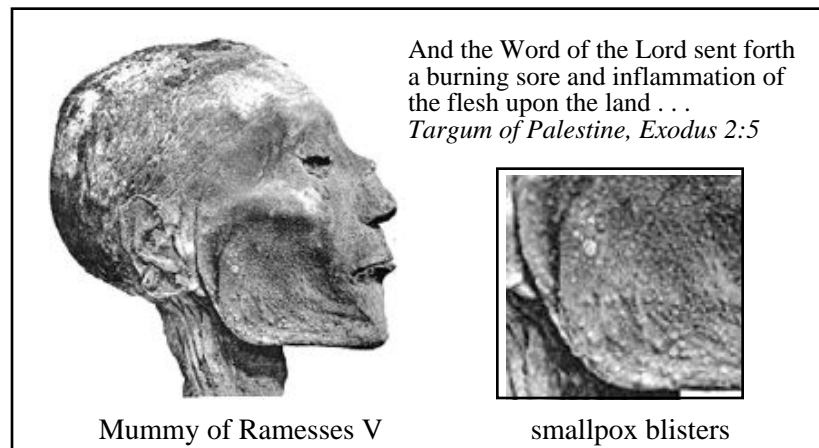 And the Word of the Lord sent forth
a burning sore and inflammation of
the flesh upon the land . . .
Targum of Palestine, Exodus 2:5
Mummy of Ramesses V
smallpox blisters